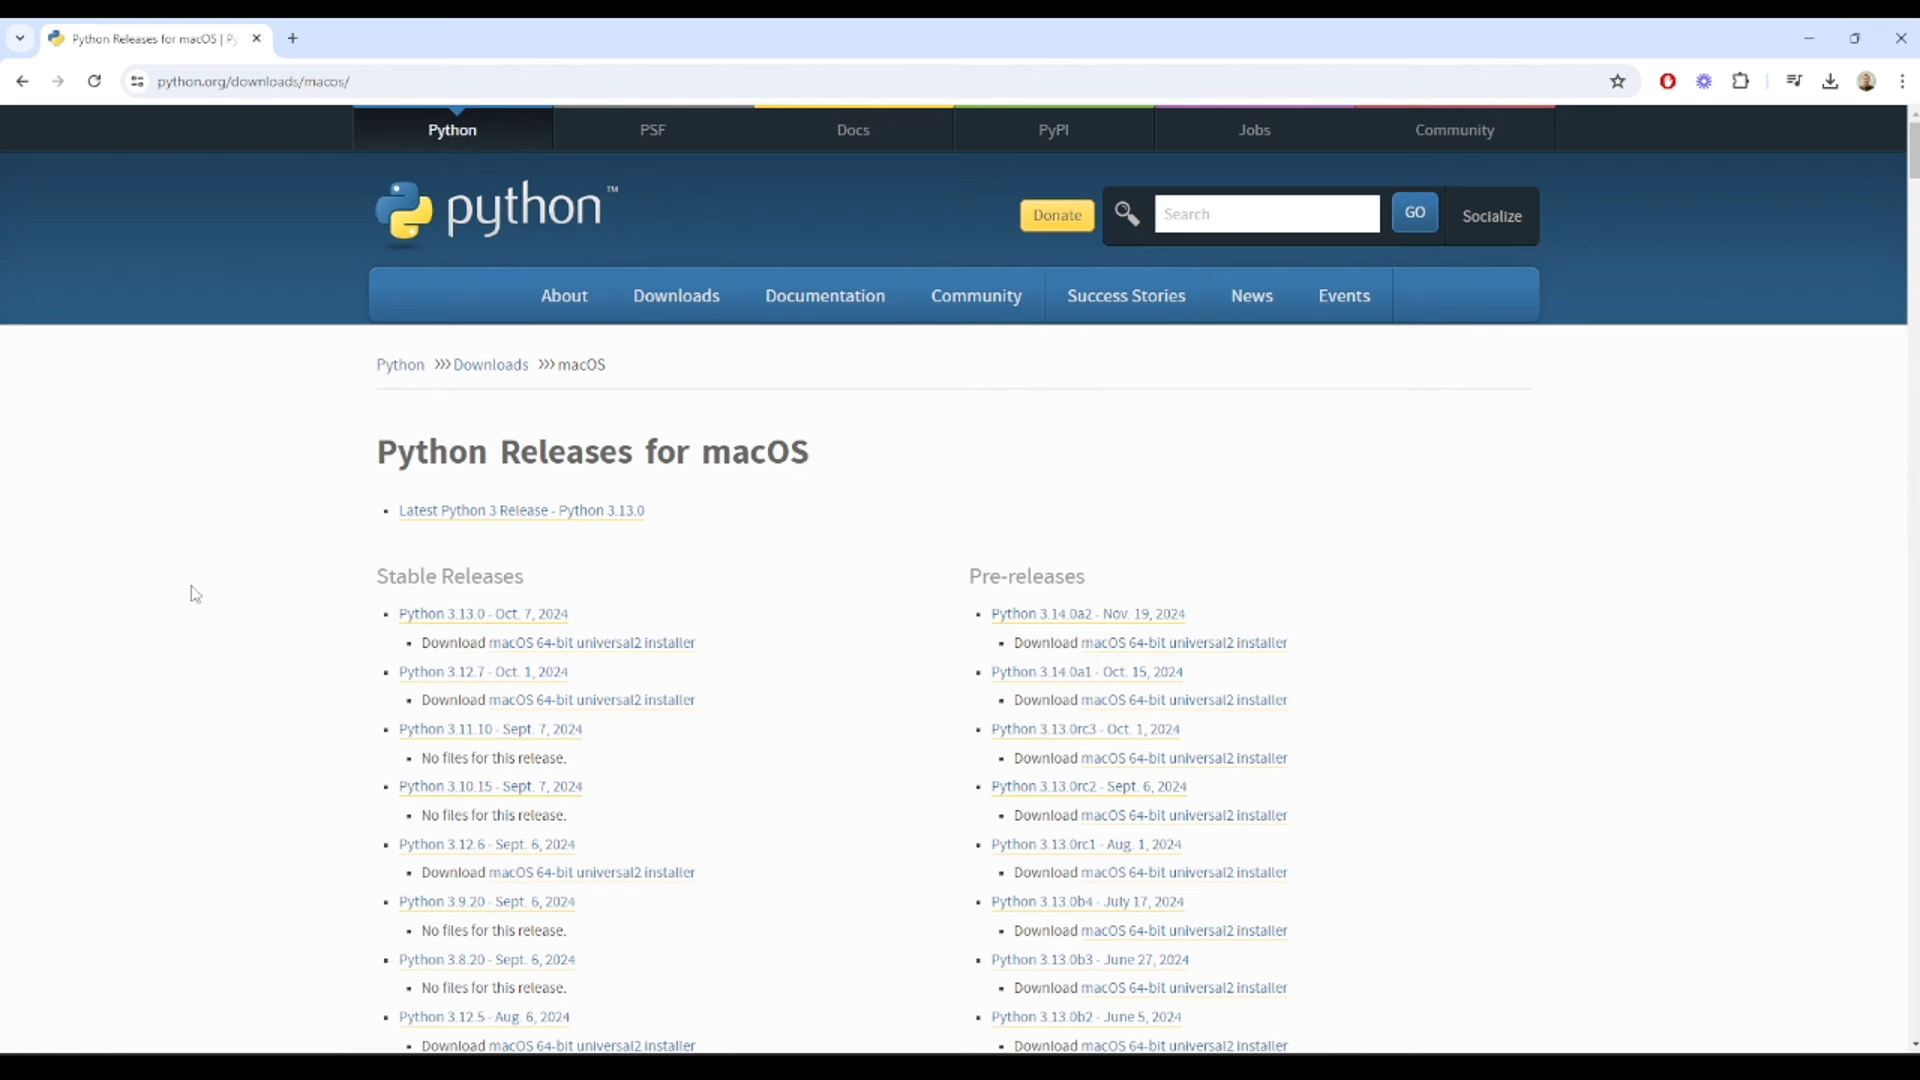 Python Releases for macOS | Py
python.org/downloads/macos/
Python PSF Docs PyPI Jobs Community
python™
Donate Search GO Socialize
About Downloads Documentation Community Success Stories News Events
Python >>> Downloads >>> macOS
Python Releases for macOS
Latest Python 3 Release - Python 3.13.0
Stable Releases
Python 3.13.0 - Oct. 7, 2024
Download macOS 64-bit universal2 installer
Python 3.12.7 - Oct. 1, 2024
Download macOS 64-bit universal2 installer
Python 3.11.10 - Sept. 7, 2024
No files for this release.
Python 3.10.15 - Sept. 7, 2024
No files for this release.
Python 3.12.6 - Sept. 6, 2024
Download macOS 64-bit universal2 installer
Python 3.9.20 - Sept. 6, 2024
No files for this release.
Python 3.8.20 - Sept. 6, 2024
No files for this release.
Python 3.12.5 - Aug. 6, 2024
Download macOS 64-bit universal2 installer
Pre-releases
Python 3.14.0a2 - Nov. 19, 2024
Download macOS 64-bit universal2 installer
Python 3.14.0a1 - Oct. 15, 2024
Download macOS 64-bit universal2 installer
Python 3.13.0rc3 - Oct. 1, 2024
Download macOS 64-bit universal2 installer
Python 3.13.0rc2 - Sept. 6, 2024
Download macOS 64-bit universal2 installer
Python 3.13.0rc1 - Aug. 1, 2024
Download macOS 64-bit universal2 installer
Python 3.13.0b4 - July 17, 2024
Download macOS 64-bit universal2 installer
Python 3.13.0b3 - June 27, 2024
Download macOS 64-bit universal2 installer
Python 3.13.0b2 - June 5, 2024
Download macOS 64-bit universal2 installer